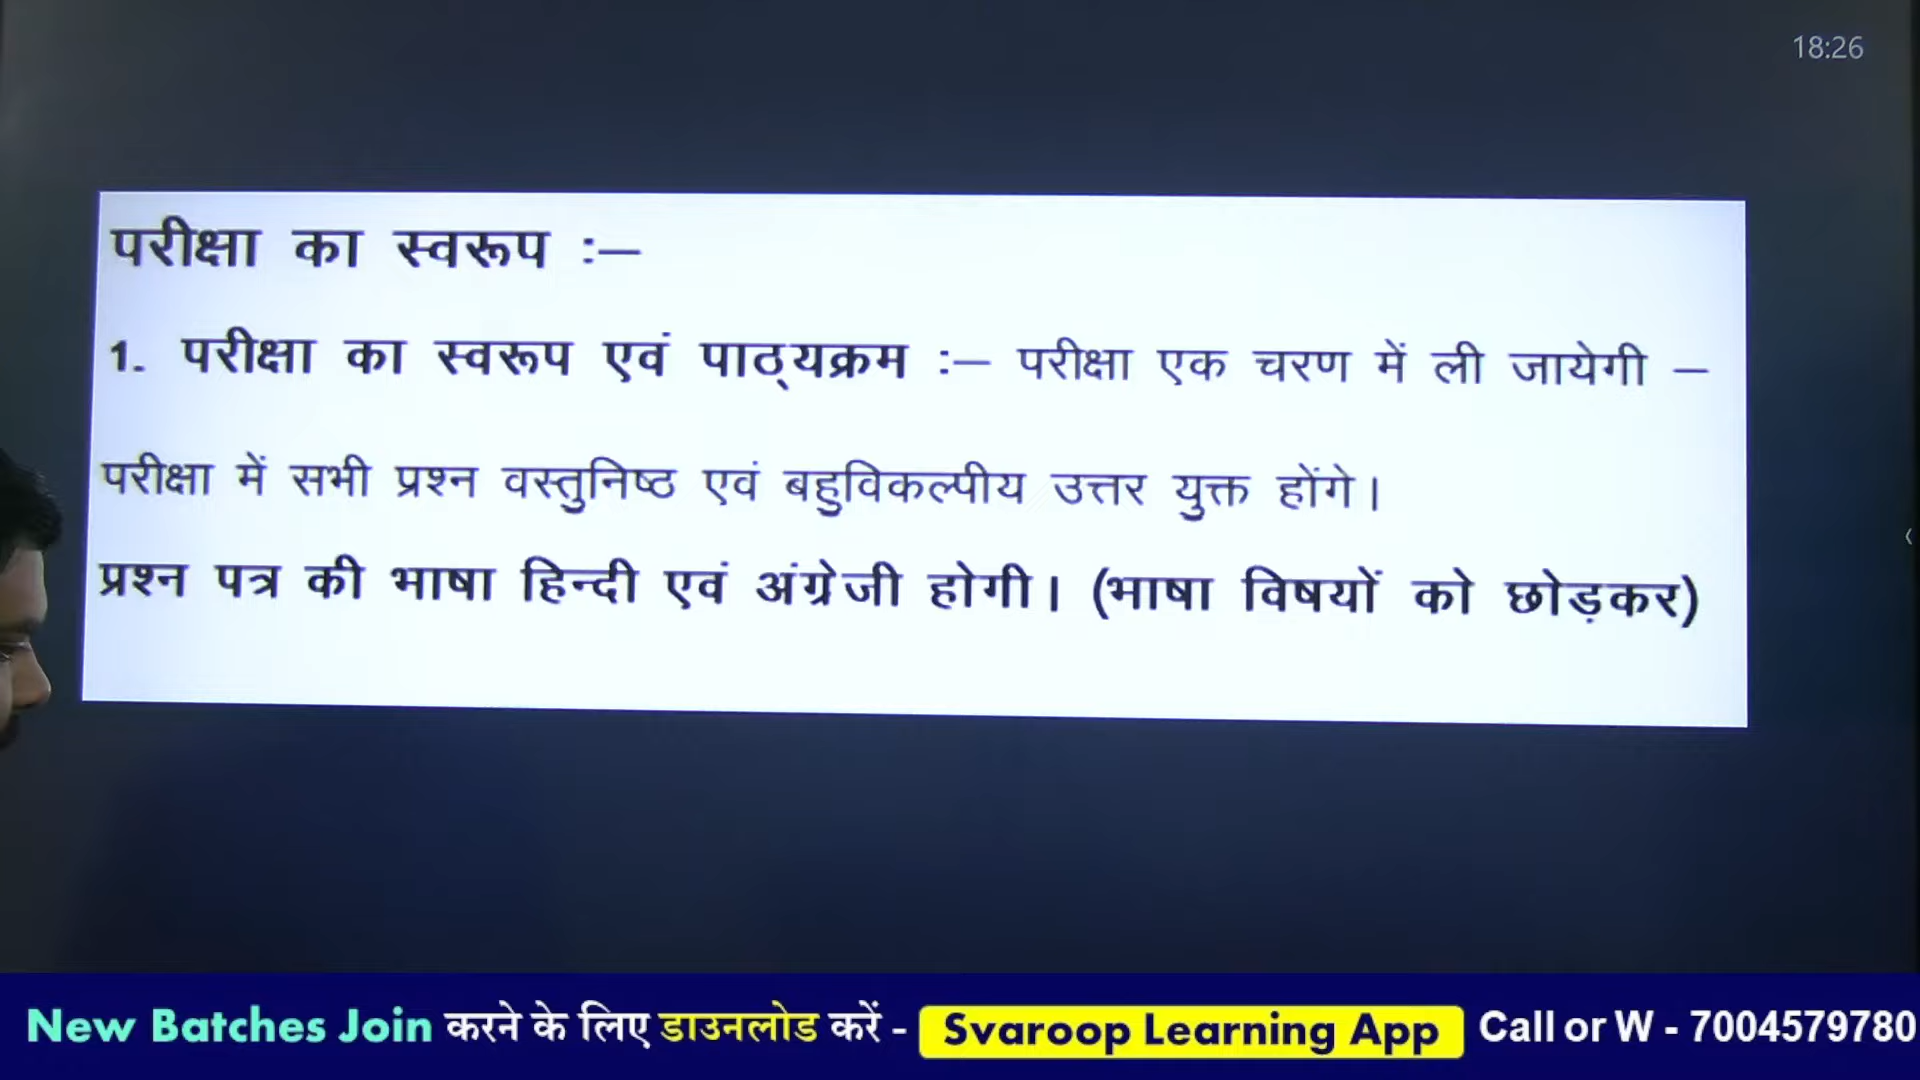 18:26
परीक्षा का स्वरूप :–
1. परीक्षा का स्वरूप एवं पाठ्यक्रम :– परीक्षा एक चरण में ली जायेगी –
परीक्षा में सभी प्रश्न वस्तुनिष्ठ एवं बहुविकल्पीय उत्तर युक्त होंगे।
प्रश्न पत्र की भाषा हिन्दी एवं अंग्रेजी होगी। (भाषा विषयों को छोड़कर)
New Batches Join करने के लिए डाउनलोड करें - Svaroop Learning App Call or W - 7004579780